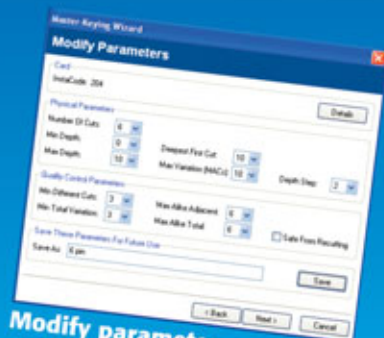 Master Keying Wizard
Modify Parameters
Card
InstaCode: 204
Details
Physical Parameters
Number Of Cuts: 6
Deepest First Cut: 10
Depth Step: 2
Min Depth: 0
Max Variation (MACs): 10
Max Depth: 10
Quality Control Parameters
Min Different Cuts: 3
Max Alike Adjacent: 6
Min Total Variation: 3
Max Alike Total: 6
Safe From Recutting
Save These Parameters For Future Use
Save As: 6 pin
Save
< Back
Next >
Cancel
Modify paramet